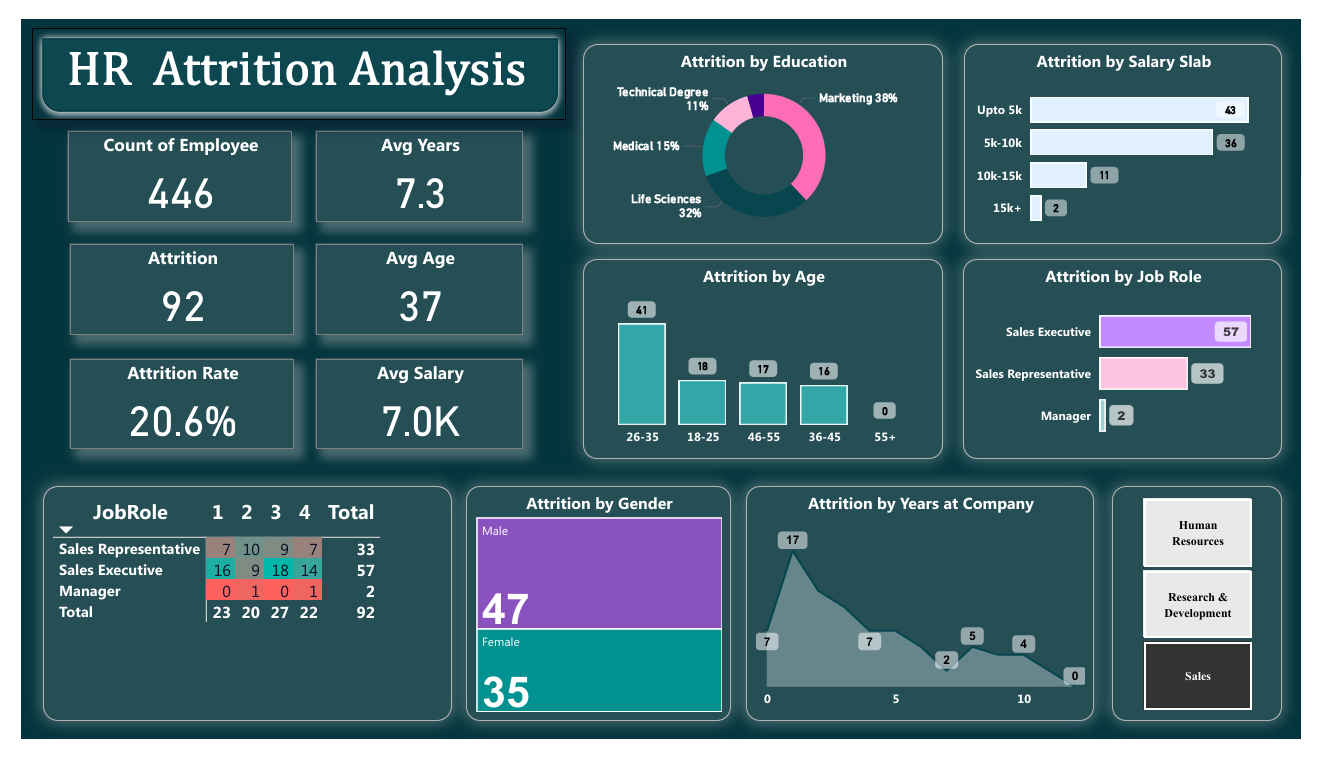 HR Attrition Analysis
Count of Employee
446
Avg Years
7.3
Attrition
92
Avg Age
37
Attrition Rate
20.6%
Avg Salary
7.0K
Attrition by Education
Technical Degree
11%
Marketing 38%
Medical 15%
Life Sciences
32%
Attrition by Salary Slab
Upto 5k 43
5k-10k 36
10k-15k 11
15k+ 2
Attrition by Age
41
18
17
16
0
26-35 18-25 46-55 36-45 55+
Attrition by Job Role
Sales Executive 57
Sales Representative 33
Manager 2
JobRole 1 2 3 4 Total
Sales Representative 7 10 9 7 33
Sales Executive 16 9 18 14 57
Manager 0 1 0 1 2
Total 23 20 27 22 92
Attrition by Gender
Male
47
Female
35
Attrition by Years at Company
17
7
7
2
5
4
0
0 5 10
Human
Resources
Research &
Development
Sales